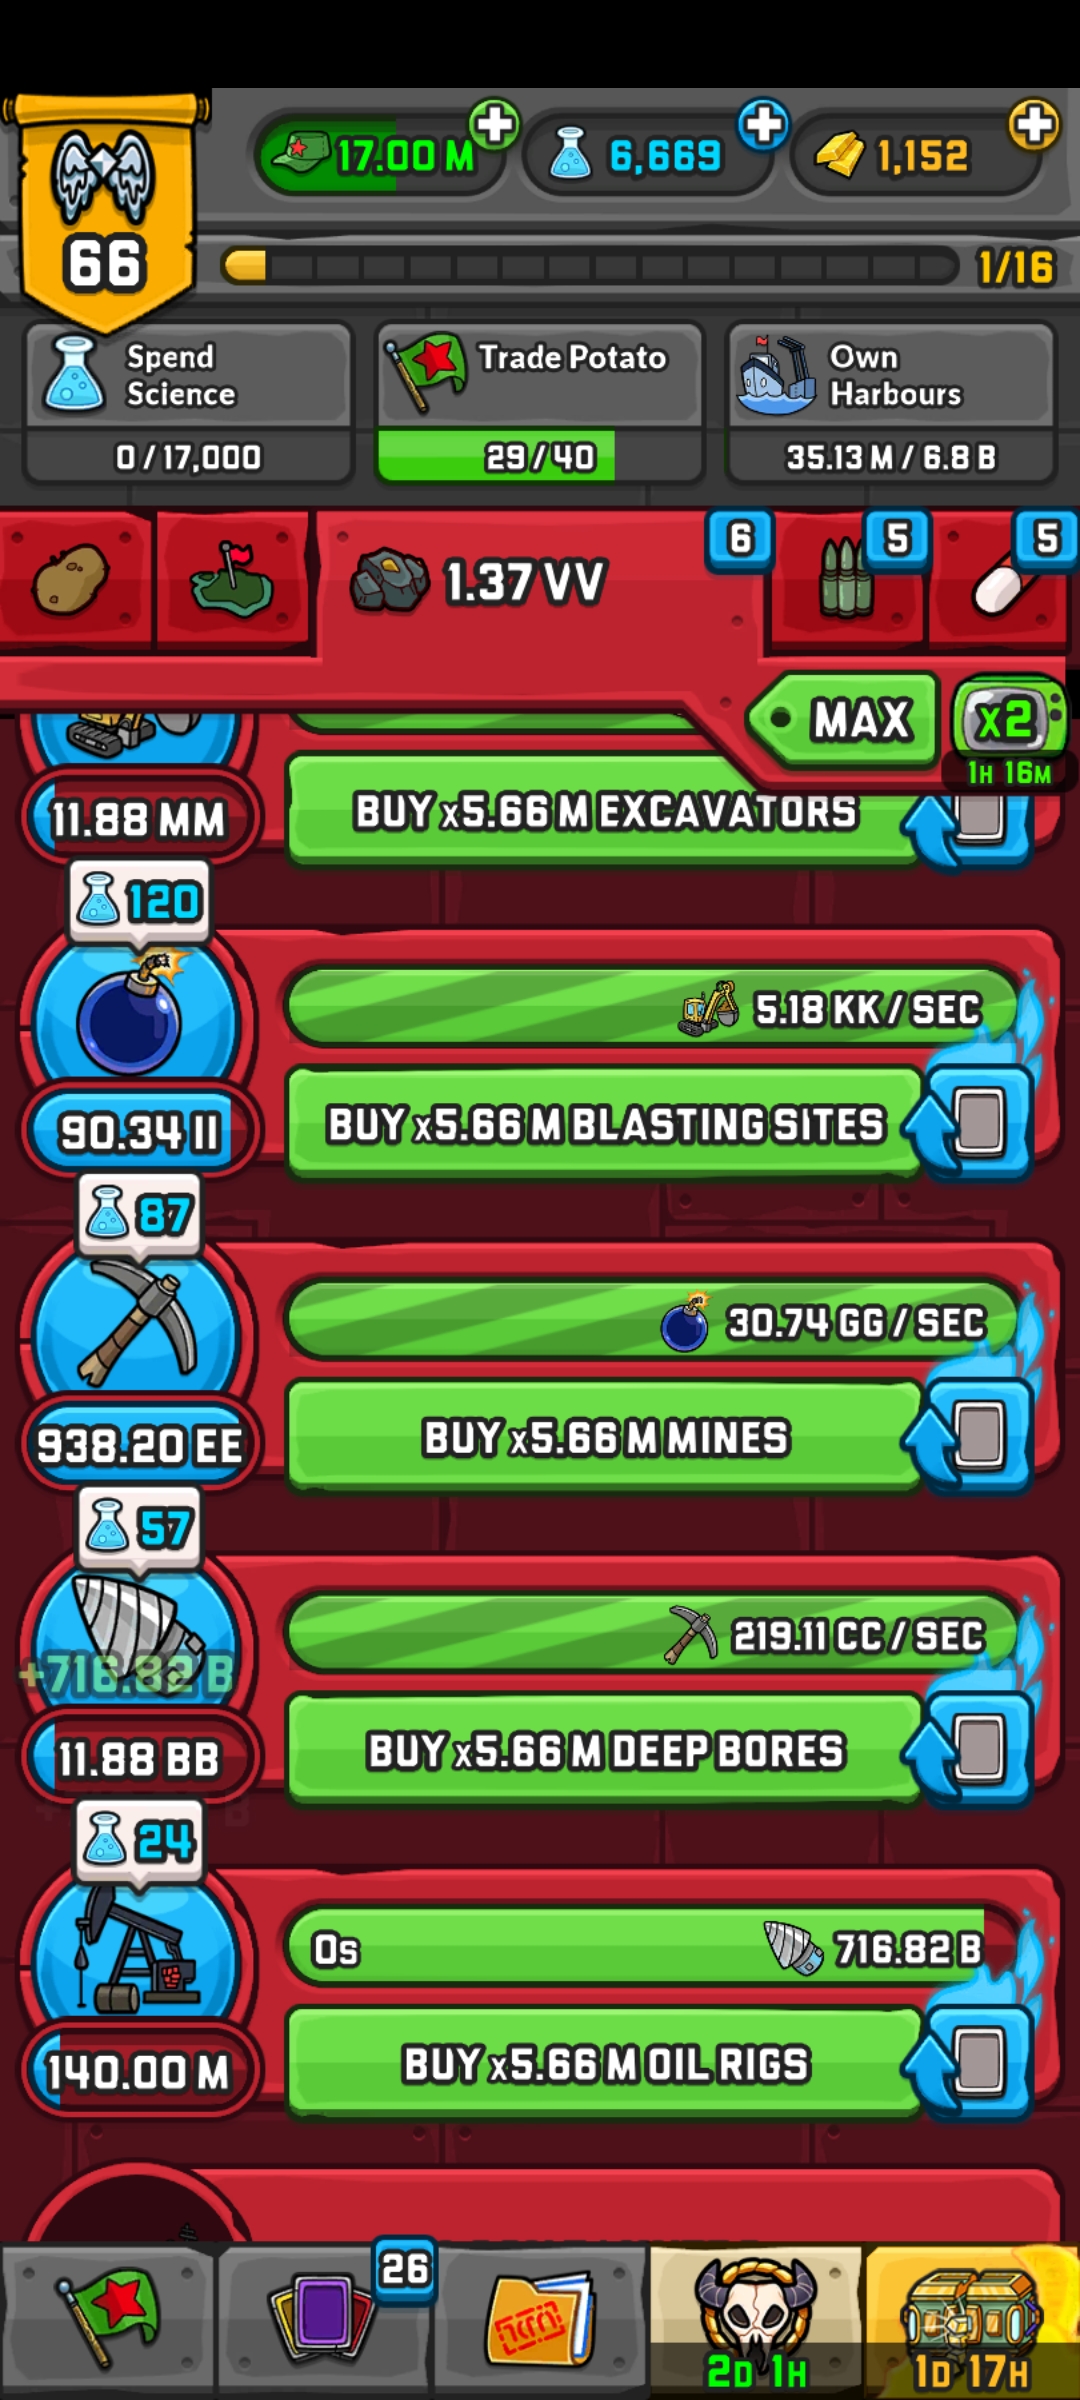 17.00 M
6,669
1,152
66
1/16
Spend
Science
0 / 17,000
Trade Potato
29 / 40
Own
Harbours
35.13 M / 6.8 B
1.37 VV
6
5
5
MAX
x2
1H 16M
11.88 MM
BUY x5.66 M EXCAVATORS
120
5.18 KK / SEC
90.34 II
BUY x5.66 M BLASTING SITES
87
30.74 GG / SEC
938.20 EE
BUY x5.66 M MINES
57
219.11 CC / SEC
+716.82 B
11.88 BB
BUY x5.66 M DEEP BORES
24
0s
716.82 B
140.00 M
BUY x5.66 M OIL RIGS
26
2D 1H
1D 17H